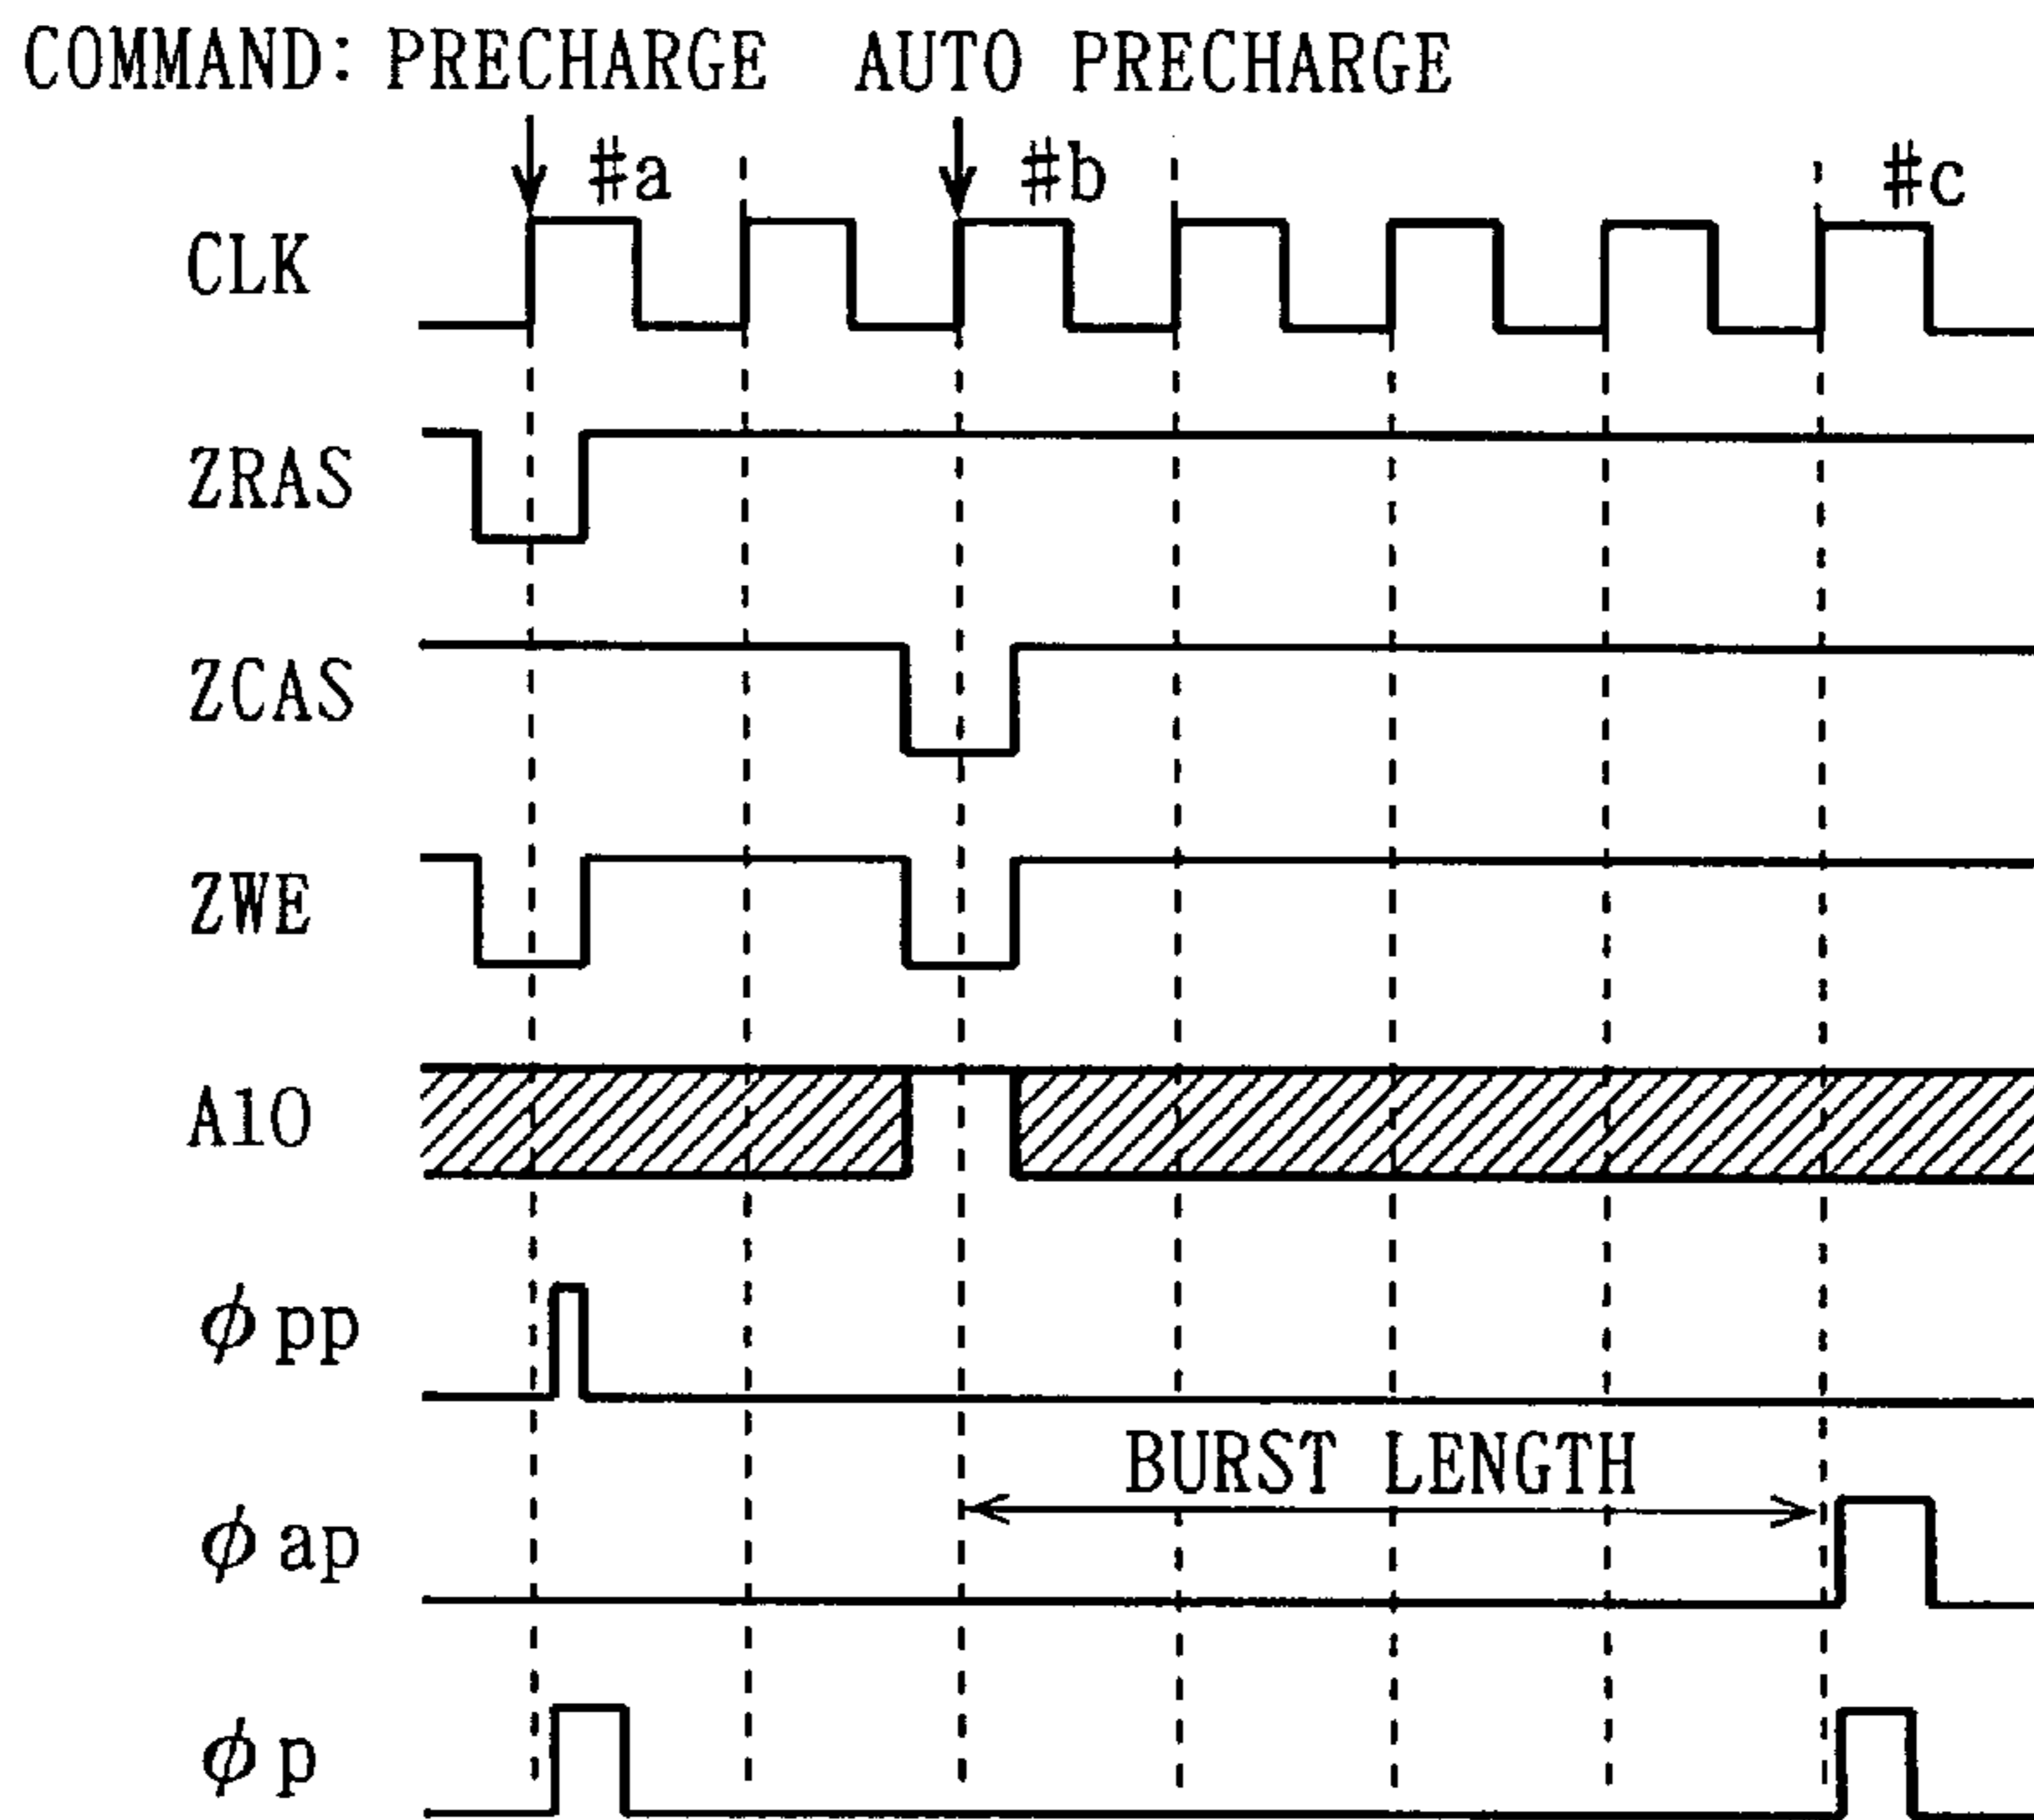 COMMAND: PRECHARGE AUTO PRECHARGE
#a #b #c
CLK
ZRAS
ZCAS
ZWE
A10
φpp
BURST LENGTH
φap
φp